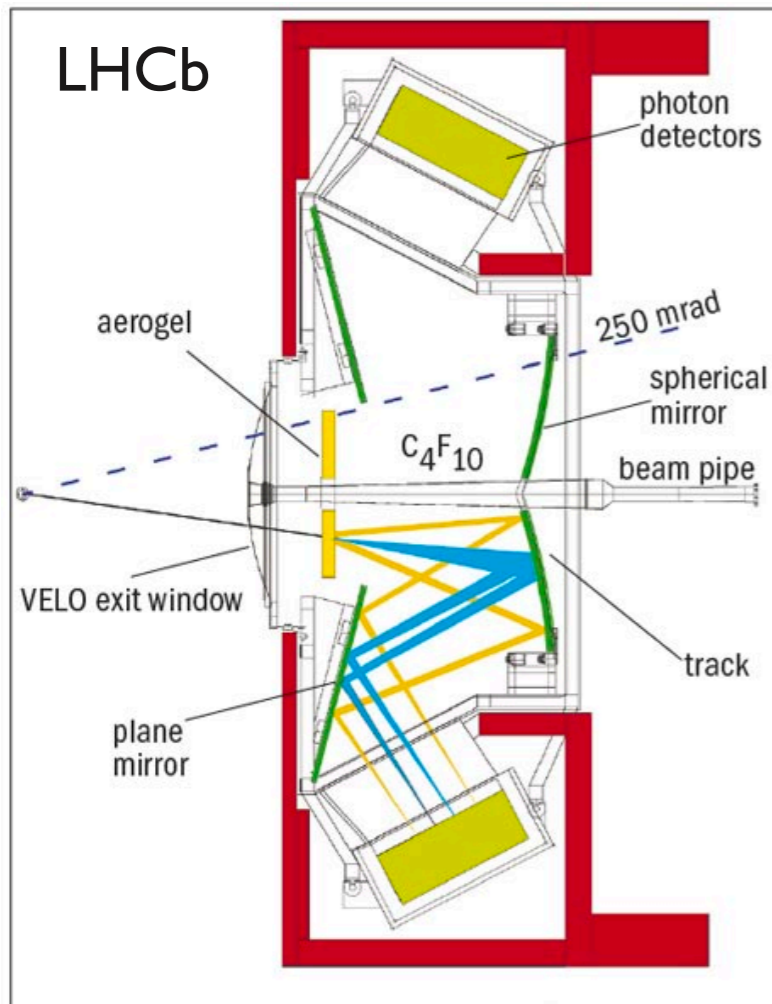 LHCb
photon
detectors
aerogel
250 mrad
spherical
mirror
C₄F₁₀
beam pipe
VELO exit window
track
plane
mirror